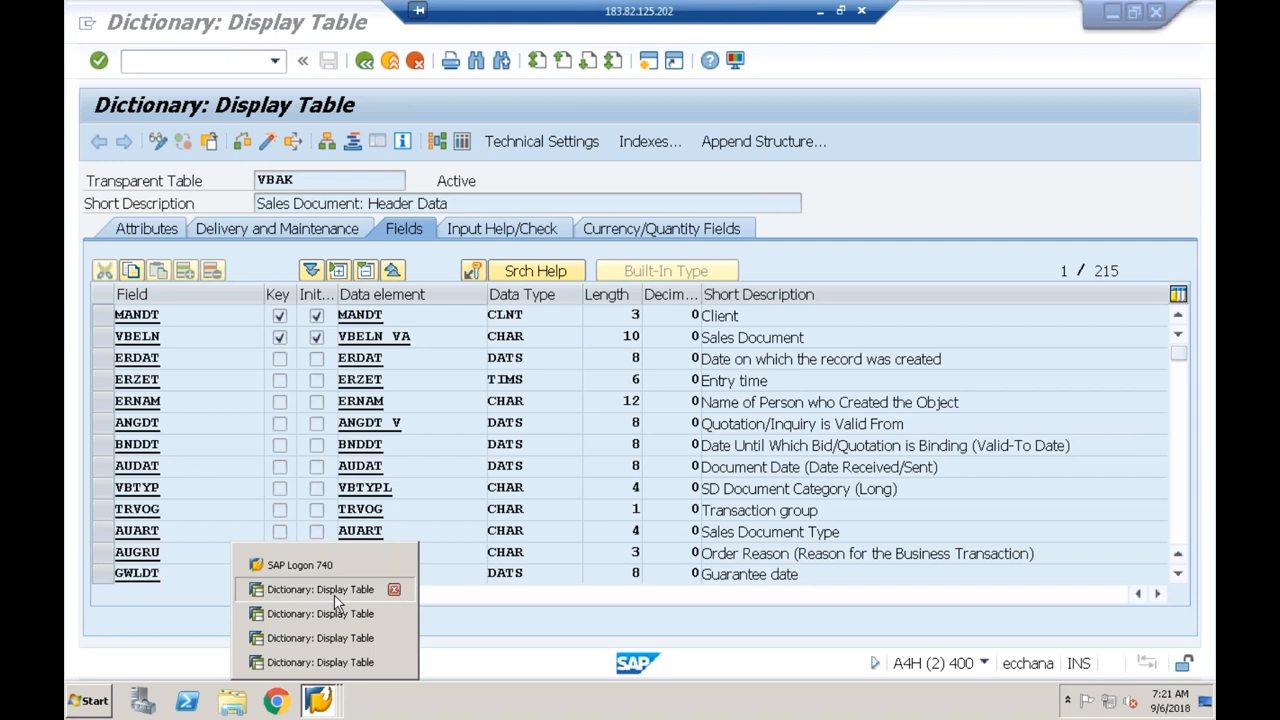 183.82.125.202
Dictionary: Display Table
Dictionary: Display Table
Technical Settings Indexes... Append Structure...
Transparent Table VBAK Active
Short Description Sales Document: Header Data
Attributes Delivery and Maintenance Fields Input Help/Check Currency/Quantity Fields
Srch Help Built-In Type 1 / 215
Field Key Init... Data element Data Type Length Decim... Short Description
MANDT MANDT CLNT 3 0 Client
VBELN VBELN VA CHAR 10 0 Sales Document
ERDAT ERDAT DATS 8 0 Date on which the record was created
ERZET ERZET TIMS 6 0 Entry time
ERNAM ERNAM CHAR 12 0 Name of Person who Created the Object
ANGDT ANGDT V DATS 8 0 Quotation/Inquiry is Valid From
BNDDT BNDDT DATS 8 0 Date Until Which Bid/Quotation is Binding (Valid-To Date)
AUDAT AUDAT DATS 8 0 Document Date (Date Received/Sent)
VBTYP VBTYPL CHAR 4 0 SD Document Category (Long)
TRVOG TRVOG CHAR 1 0 Transaction group
AUART AUART CHAR 4 0 Sales Document Type
AUGRU CHAR 3 0 Order Reason (Reason for the Business Transaction)
GWLDT DATS 8 0 Guarantee date
SAP Logon 740
Dictionary: Display Table
Dictionary: Display Table
Dictionary: Display Table
Dictionary: Display Table
SAP A4H (2) 400 ecchana INS
Start 7:21 AM
9/6/2018